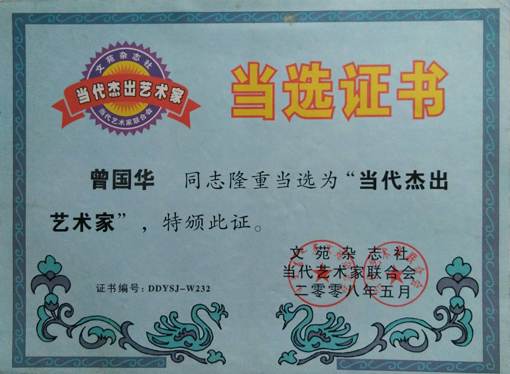 文苑杂志社
当代杰出艺术家
当代艺术家联合会
当选证书
曾国华 同志隆重当选为“当代杰出
艺术家”，特颁此证。
文苑杂志社
当代艺术家联合会
二零零八年五月
证书编号：DDYSJ-W232